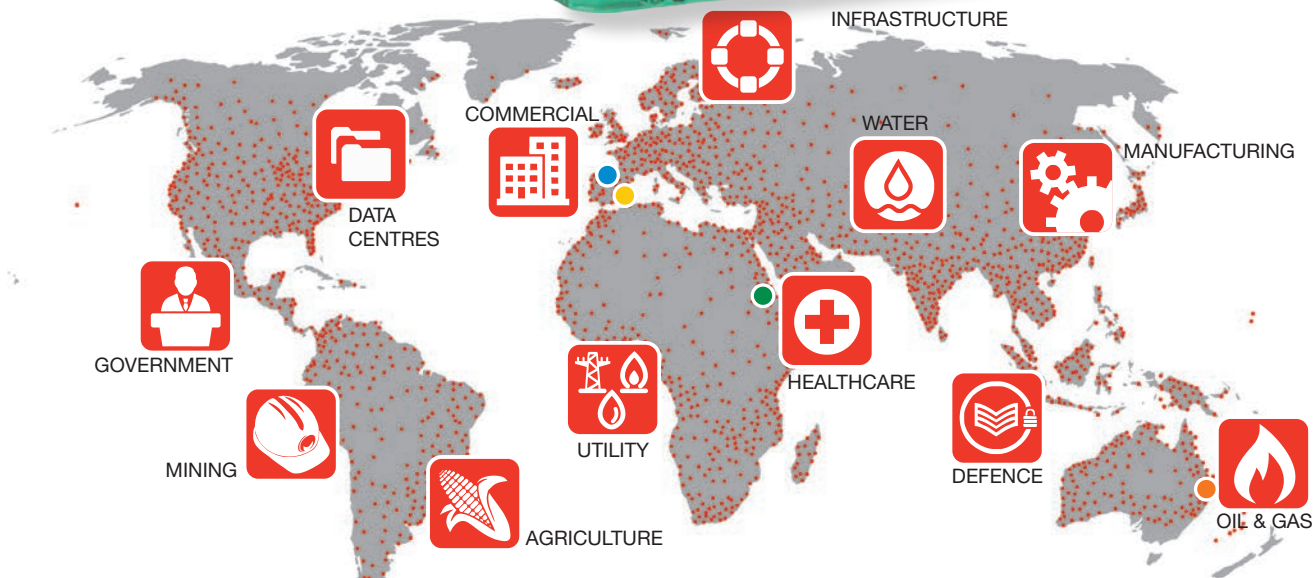 INFRASTRUCTURE
COMMERCIAL
WATER
MANUFACTURING
DATA
CENTRES
GOVERNMENT
HEALTHCARE
UTILITY
MINING
DEFENCE
OIL & GAS
AGRICULTURE